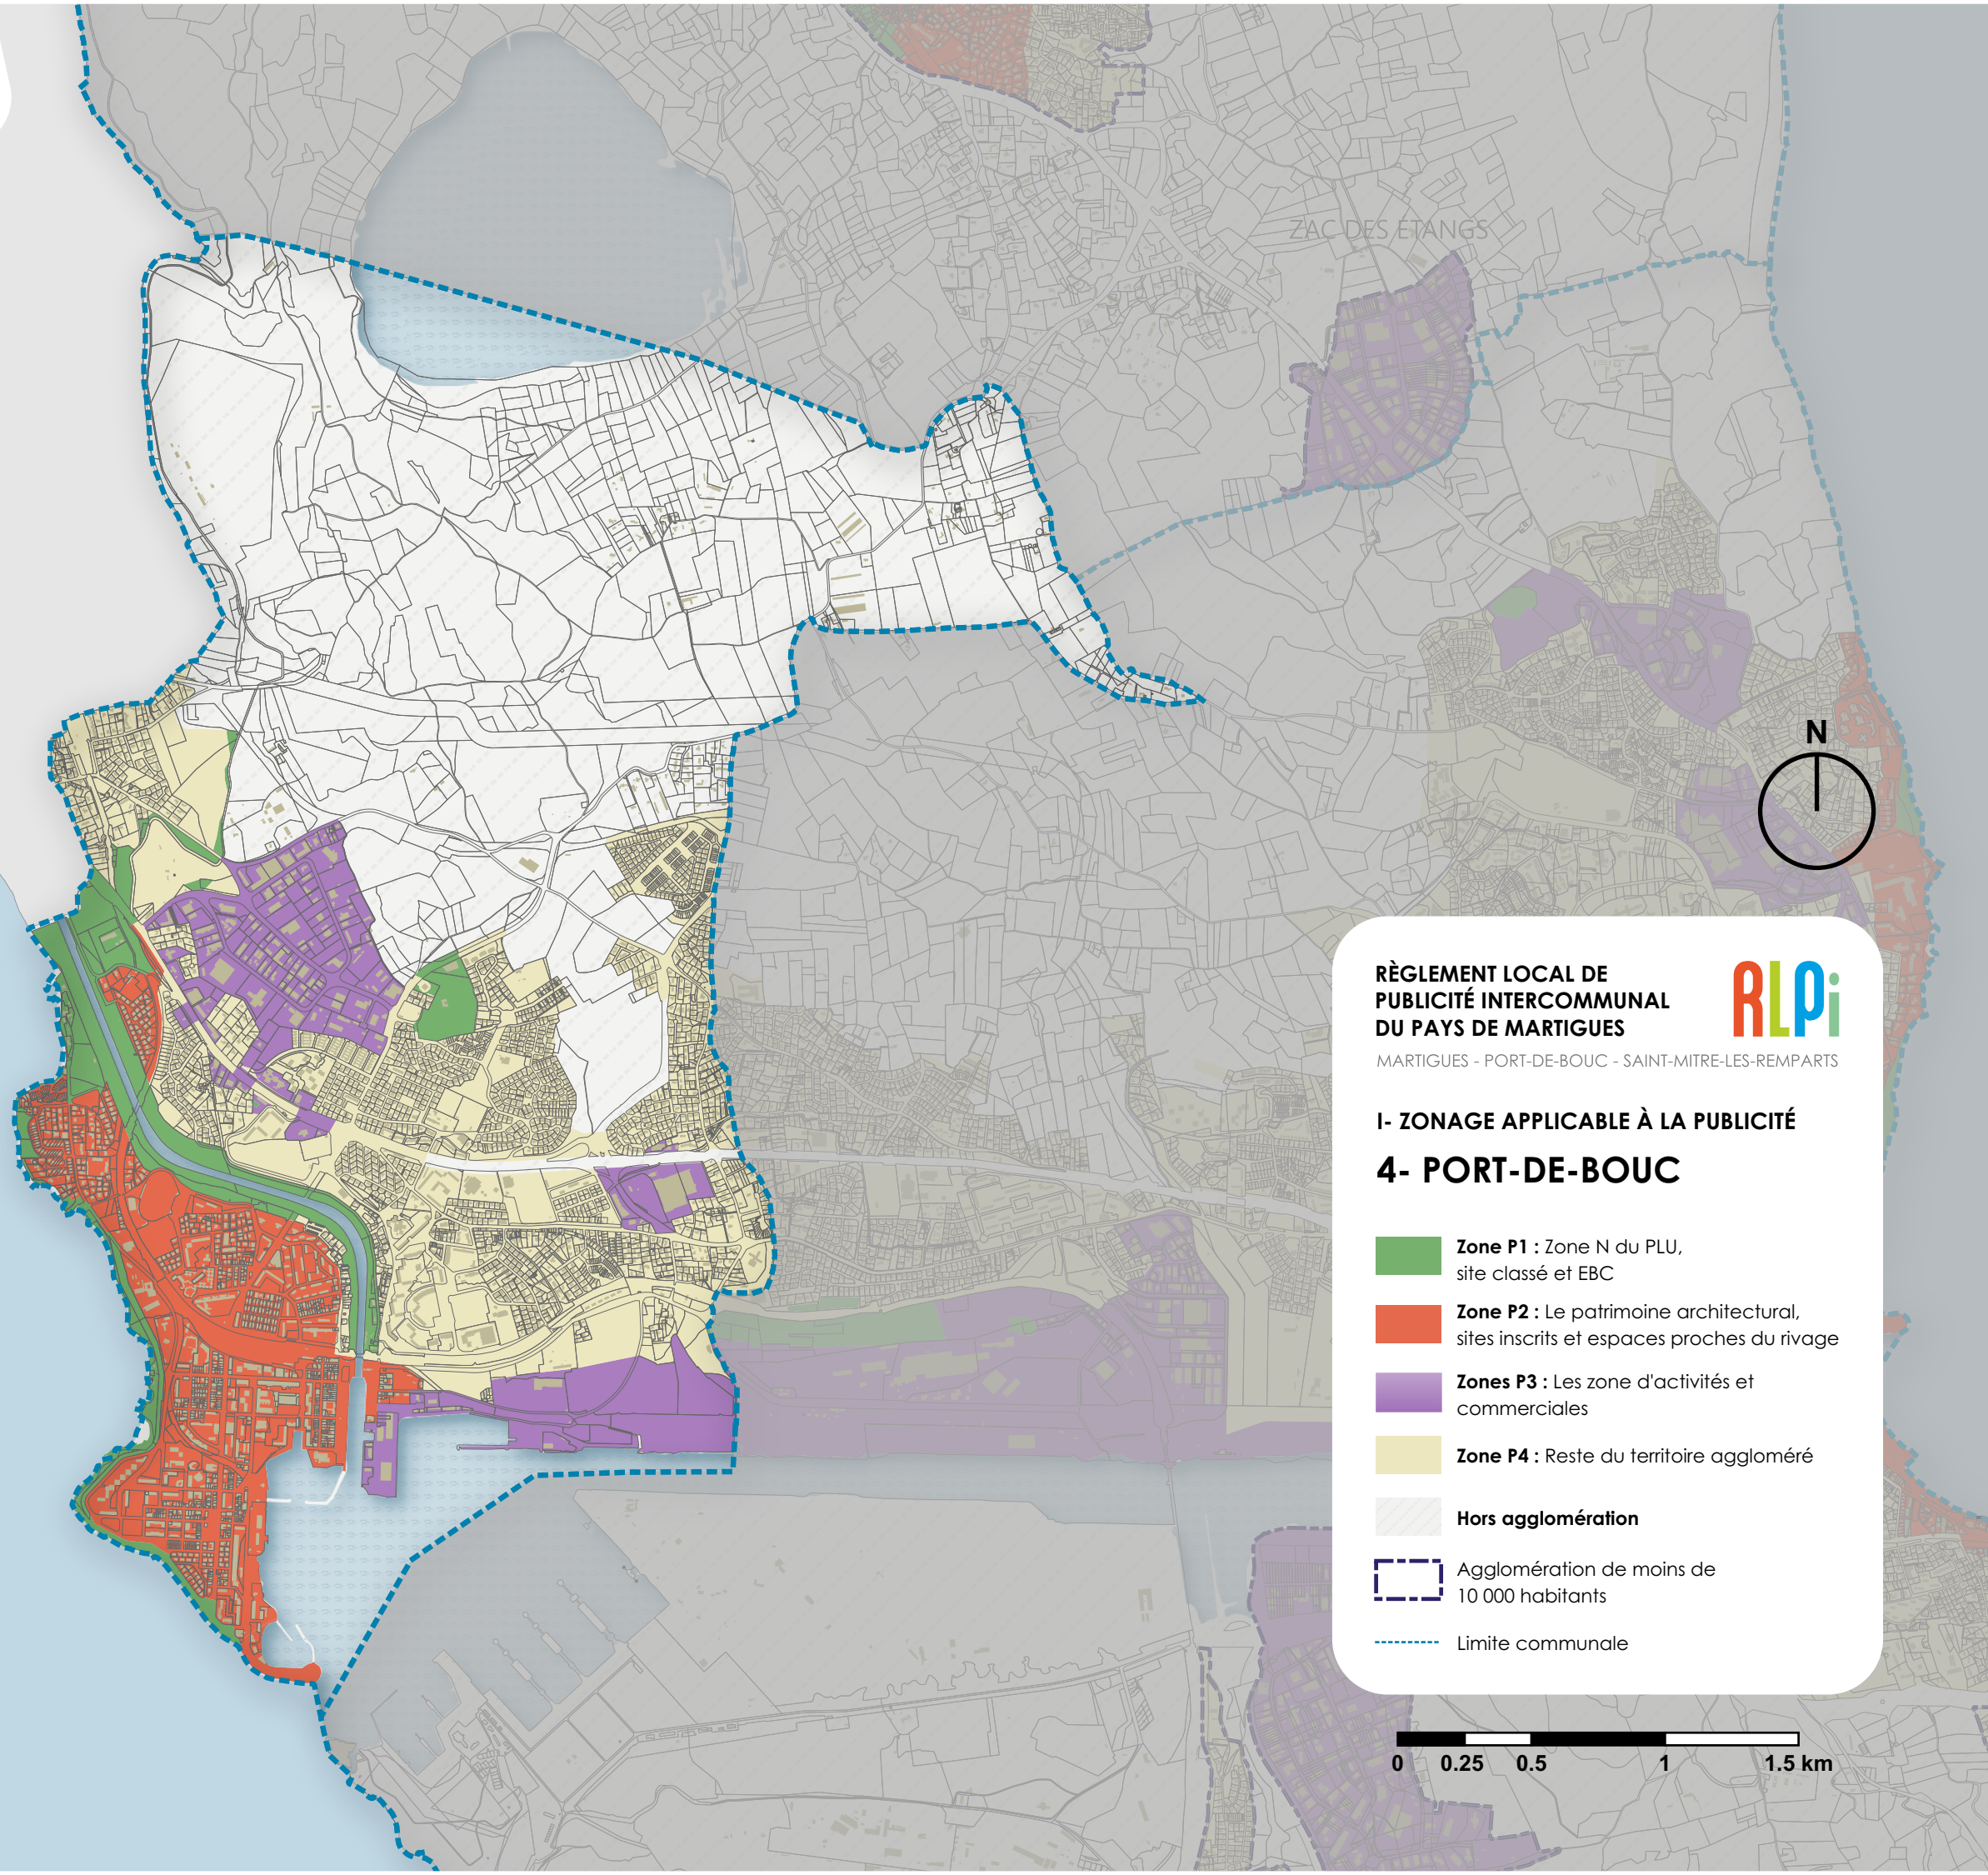 ZAC DES ETANGS
N
RÈGLEMENT LOCAL DE
PUBLICITÉ INTERCOMMUNAL
DU PAYS DE MARTIGUES
RLPi
MARTIGUES - PORT-DE-BOUC - SAINT-MITRE-LES-REMPARTS
I- ZONAGE APPLICABLE À LA PUBLICITÉ
4- PORT-DE-BOUC
Zone P1 : Zone N du PLU,
site classé et EBC
Zone P2 : Le patrimoine architectural,
sites inscrits et espaces proches du rivage
Zones P3 : Les zone d'activités et
commerciales
Zone P4 : Reste du territoire aggloméré
Hors agglomération
Agglomération de moins de
10 000 habitants
Limite communale
0 0.25 0.5 1 1.5 km